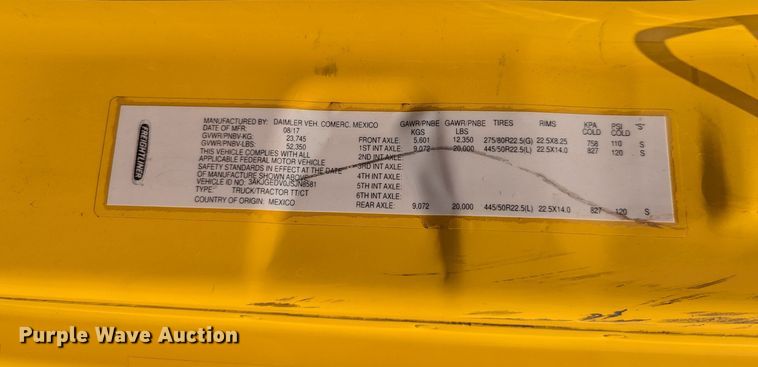 FREIGHTLINER
MANUFACTURED BY: DAIMLER VEH. COMERC. MEXICO
DATE OF MFR: 08/17
GVWR/PNBV-KG: 23,745
GVWR/PNBV-LBS: 52,350
THIS VEHICLE COMPLIES WITH ALL
APPLICABLE FEDERAL MOTOR VEHICLE
SAFETY STANDARDS IN EFFECT AT THE DATE
OF MANUFACTURE SHOWN ABOVE
VEHICLE ID NO: 3AKJGEDV0JSJN8581
TYPE: TRUCK/TRACTOR TT/CT
COUNTRY OF ORIGIN: MEXICO
GAWR/PNBE KGS GAWR/PNBE LBS TIRES RIMS KPA COLD PSI COLD S
FRONT AXLE: 5,601 12,350 275/80R22.5(G) 22.5X8.25 758 110 S
1ST INT AXLE: 9,072 20,000 445/50R22.5(L) 22.5X14.0 827 120 S
2ND INT AXLE:
3RD INT AXLE:
4TH INT AXLE:
5TH INT AXLE:
6TH INT AXLE:
REAR AXLE: 9,072 20,000 445/50R22.5(L) 22.5X14.0 827 120 S
Purple Wave Auction